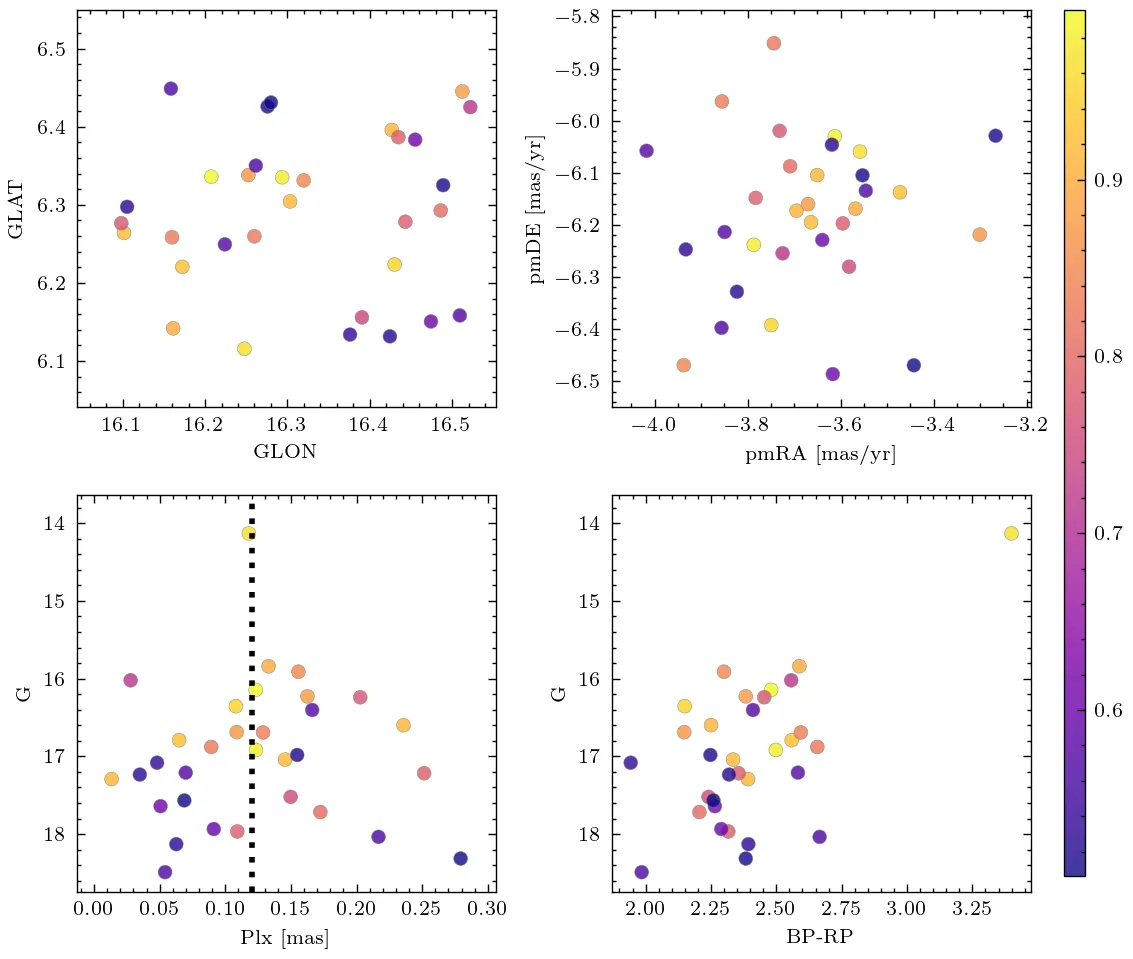 6.5
6.4
6.3
6.2
6.1
GLAT
16.1 16.2 16.3 16.4 16.5
GLON
−5.8
−5.9
−6.0
−6.1
−6.2
−6.3
−6.4
−6.5
pmDE [mas/yr]
−4.0 −3.8 −3.6 −3.4 −3.2
pmRA [mas/yr]
14
15
16
17
18
G
0.00 0.05 0.10 0.15 0.20 0.25 0.30
Plx [mas]
14
15
16
17
18
G
2.00 2.25 2.50 2.75 3.00 3.25
BP-RP
0.9
0.8
0.7
0.6